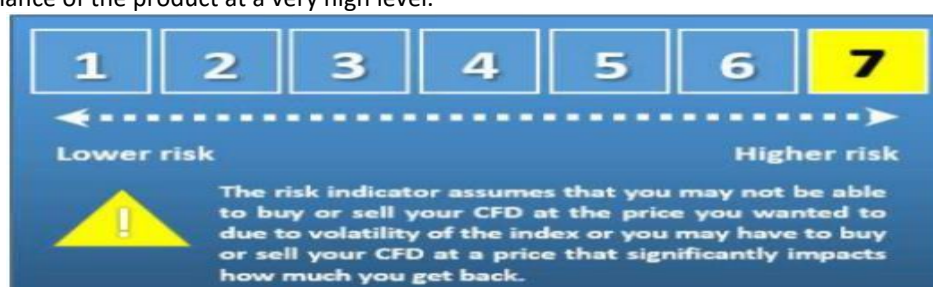 nance of the product at a very high level.
1 2 3 4 5 6 7
Lower risk Higher risk
!
The risk indicator assumes that you may not be able
to buy or sell your CFD at the price you wanted to
due to volatility of the index or you may have to buy
or sell your CFD at a price that significantly impacts
how much you get back.